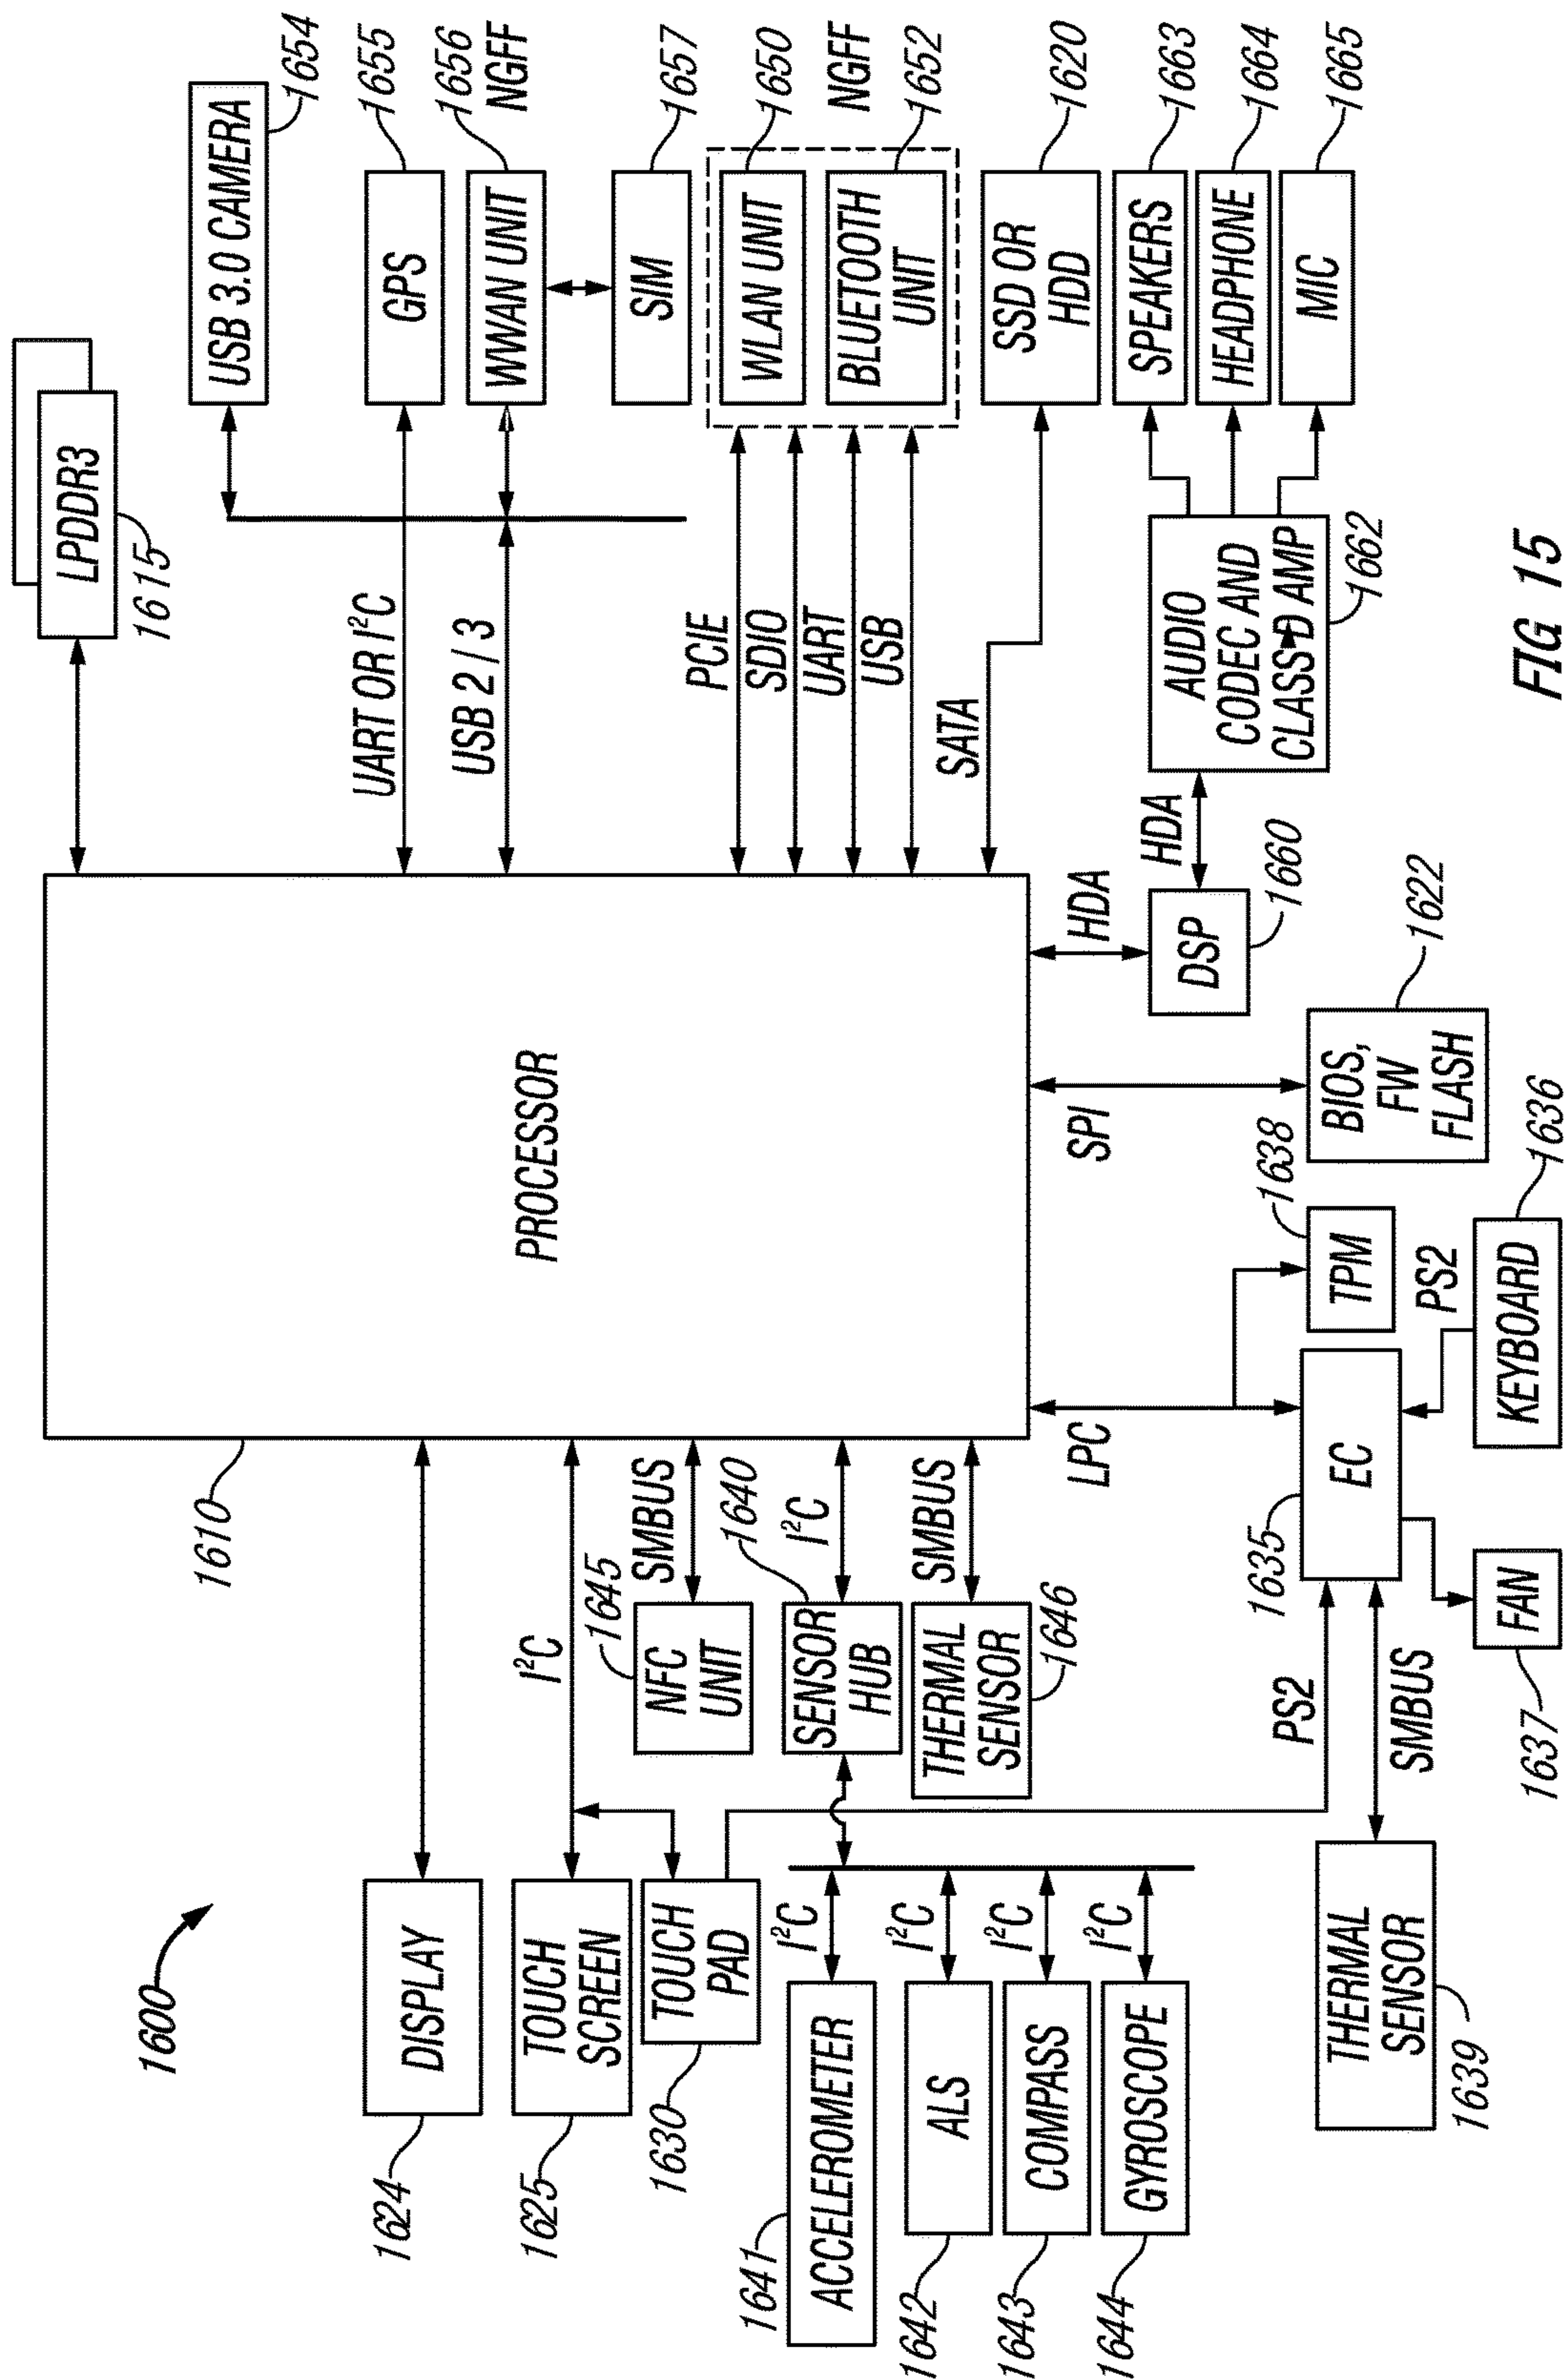 1600
1624
DISPLAY
1625
TOUCH
SCREEN
I²C
1630
TOUCH
PAD
1610
PROCESSOR
LPDDR3
1615
USB 3.0 CAMERA
1654
UART OR I²C
GPS
1655
USB 2 / 3
WWAN UNIT
1656
NGFF
SIM
1657
1645
NFC
UNIT
SMBUS
1640
SENSOR
HUB
I²C
THERMAL
SENSOR
1646
SMBUS
1641
ACCELEROMETER
I²C
1642
ALS
I²C
1643
COMPASS
I²C
1644
GYROSCOPE
I²C
PCIE
SDIO
UART
USB
WLAN UNIT
1650
BLUETOOTH
UNIT
NGFF
1652
SATA
SSD OR
HDD
1620
LPC
SPI
HDA
DSP
1660
HDA
AUDIO
CODEC AND
CLASS D AMP
1662
SPEAKERS
1663
HEADPHONE
1664
MIC
1665
PS2
1635
EC
TPM
1638
BIOS,
FW
FLASH
1622
THERMAL
SENSOR
1639
SMBUS
1637
FAN
PS2
KEYBOARD
1636
FIG 15